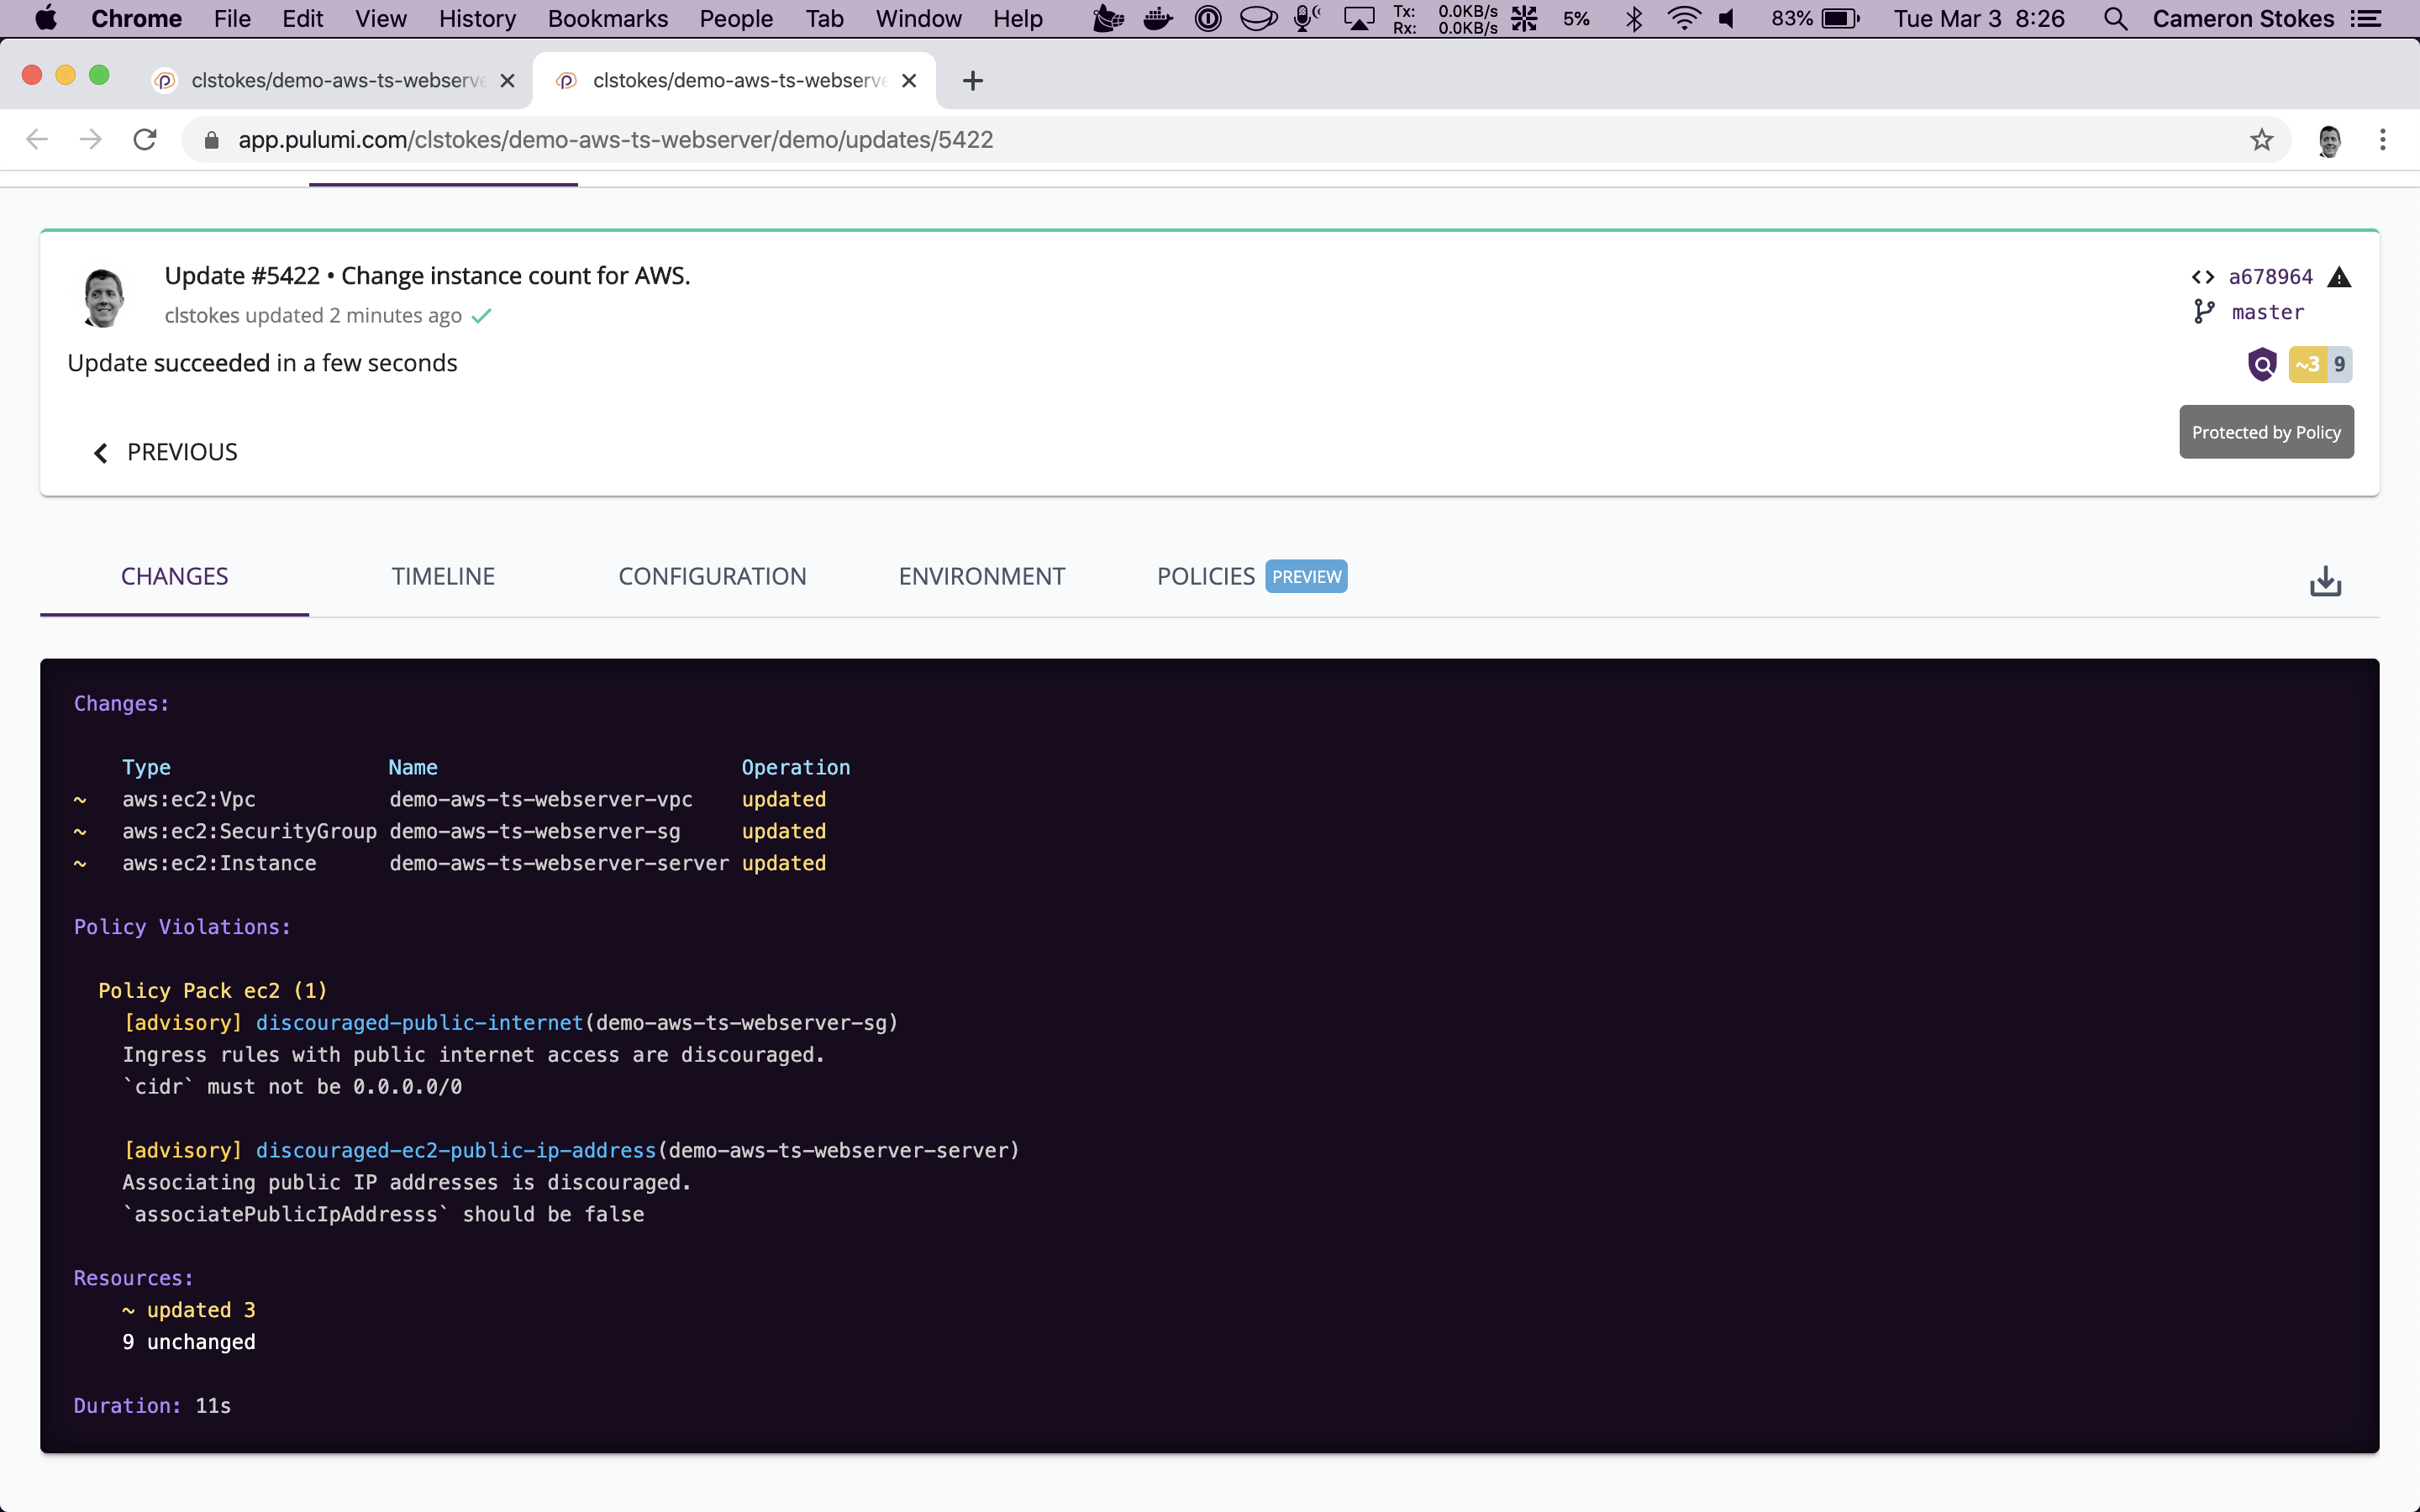 Chrome File Edit View History Bookmarks People Tab Window Help Tx: 0.0KB/s Rx: 0.0KB/s 5% 83% Tue Mar 3 8:26 Cameron Stokes
clstokes/demo-aws-ts-webserve clstokes/demo-aws-ts-webserve
app.pulumi.com/clstokes/demo-aws-ts-webserver/demo/updates/5422
Update #5422 • Change instance count for AWS.
a678964
clstokes updated 2 minutes ago
master
Update succeeded in a few seconds
~3 9
Protected by Policy
PREVIOUS
CHANGES TIMELINE CONFIGURATION ENVIRONMENT POLICIES PREVIEW
Changes:
Type Name Operation
~ aws:ec2:Vpc demo-aws-ts-webserver-vpc updated
~ aws:ec2:SecurityGroup demo-aws-ts-webserver-sg updated
~ aws:ec2:Instance demo-aws-ts-webserver-server updated
Policy Violations:
Policy Pack ec2 (1)
[advisory] discouraged-public-internet(demo-aws-ts-webserver-sg)
Ingress rules with public internet access are discouraged.
`cidr` must not be 0.0.0.0/0
[advisory] discouraged-ec2-public-ip-address(demo-aws-ts-webserver-server)
Associating public IP addresses is discouraged.
`associatePublicIpAddresss` should be false
Resources:
~ updated 3
9 unchanged
Duration: 11s